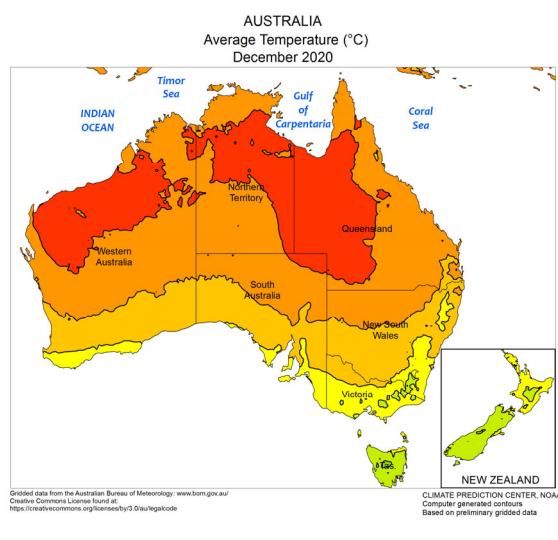 AUSTRALIA
Average Temperature (°C)
December 2020
Timor
Sea
Gulf
of
Carpentaria
INDIAN
OCEAN
Coral
Sea
Northern
Territory
Queensland
Western
Australia
South
Australia
New South
Wales
Victoria
Tas.
NEW ZEALAND
Gridded data from the Australian Bureau of Meteorology: www.bom.gov.au/
Creative Commons License found at:
https://creativecommons.org/licenses/by/3.0/au/legalcode
CLIMATE PREDICTION CENTER, NOA
Computer generated contours
Based on preliminary gridded data